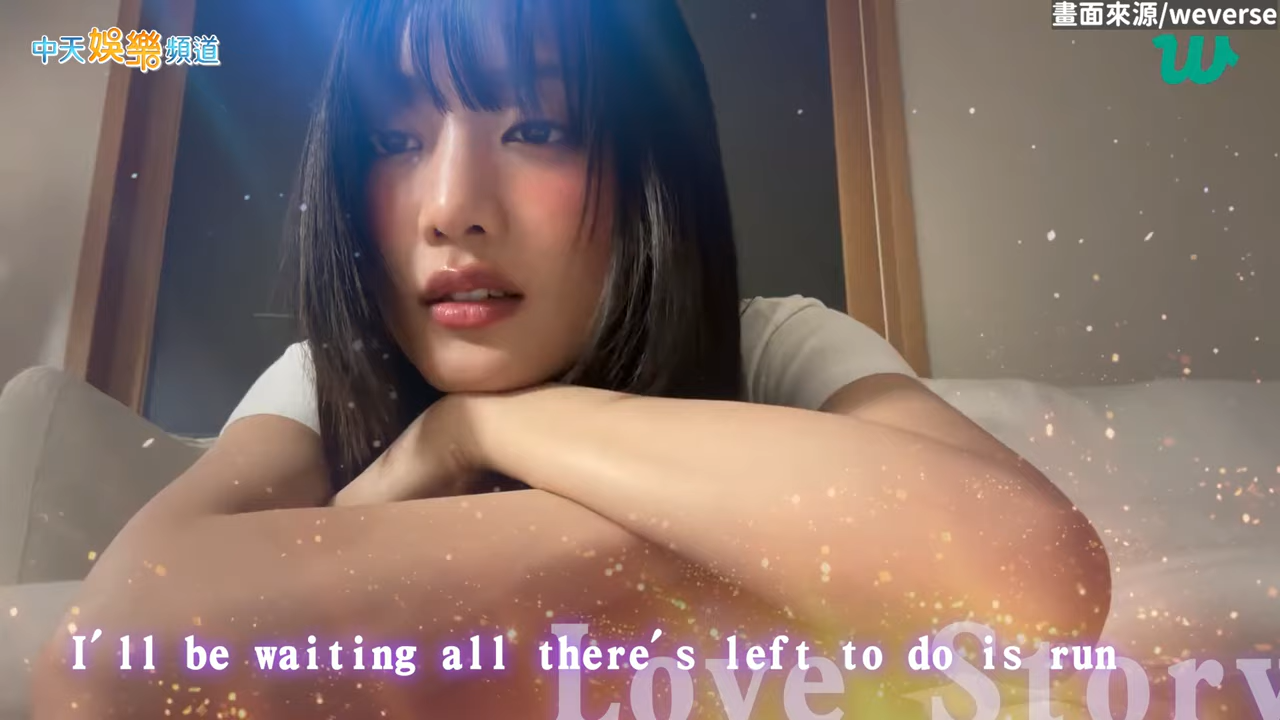 中天娛樂頻道
畫面來源/weverse
I'll be waiting all there's left to do is run
Love Story